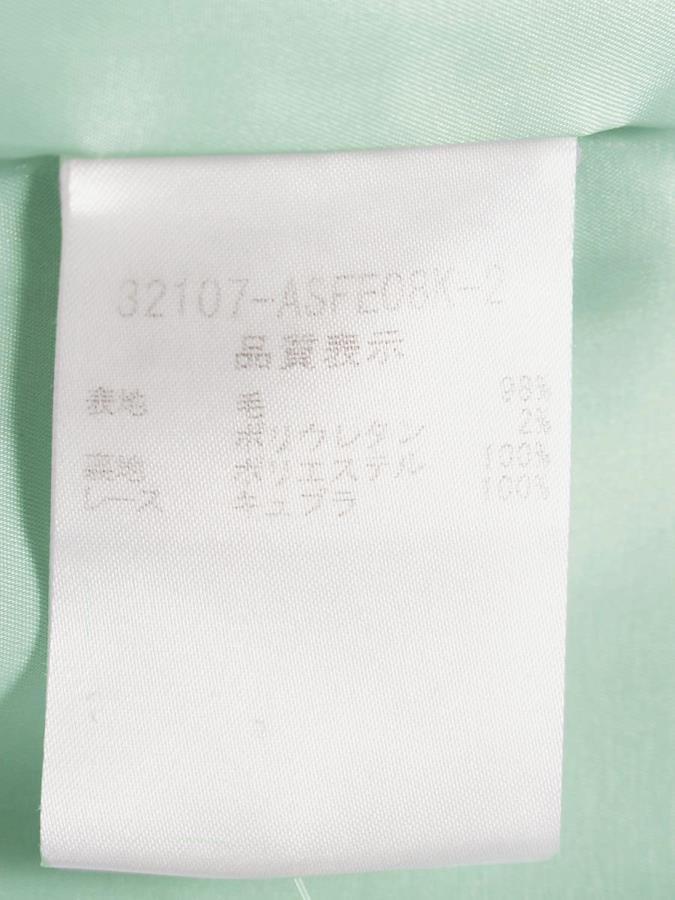 32107-ASFE08K-2
品質表示
表地 毛 98%
ポリウレタン 2%
裏地 ポリエステル 100%
レース キュプラ 100%